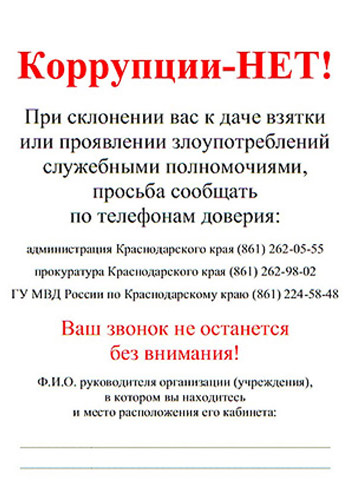 Коррупции-НЕТ!
При склонении вас к даче взятки
или проявлении злоупотреблений
служебными полномочиями,
просьба сообщать
по телефонам доверия:
администрация Краснодарского края (861) 262-05-55
прокуратура Краснодарского края (861) 262-98-02
ГУ МВД России по Краснодарскому краю (861) 224-58-48
Ваш звонок не останется
без внимания!
Ф.И.О. руководителя организации (учреждения),
в котором вы находитесь
и место расположения его кабинета: